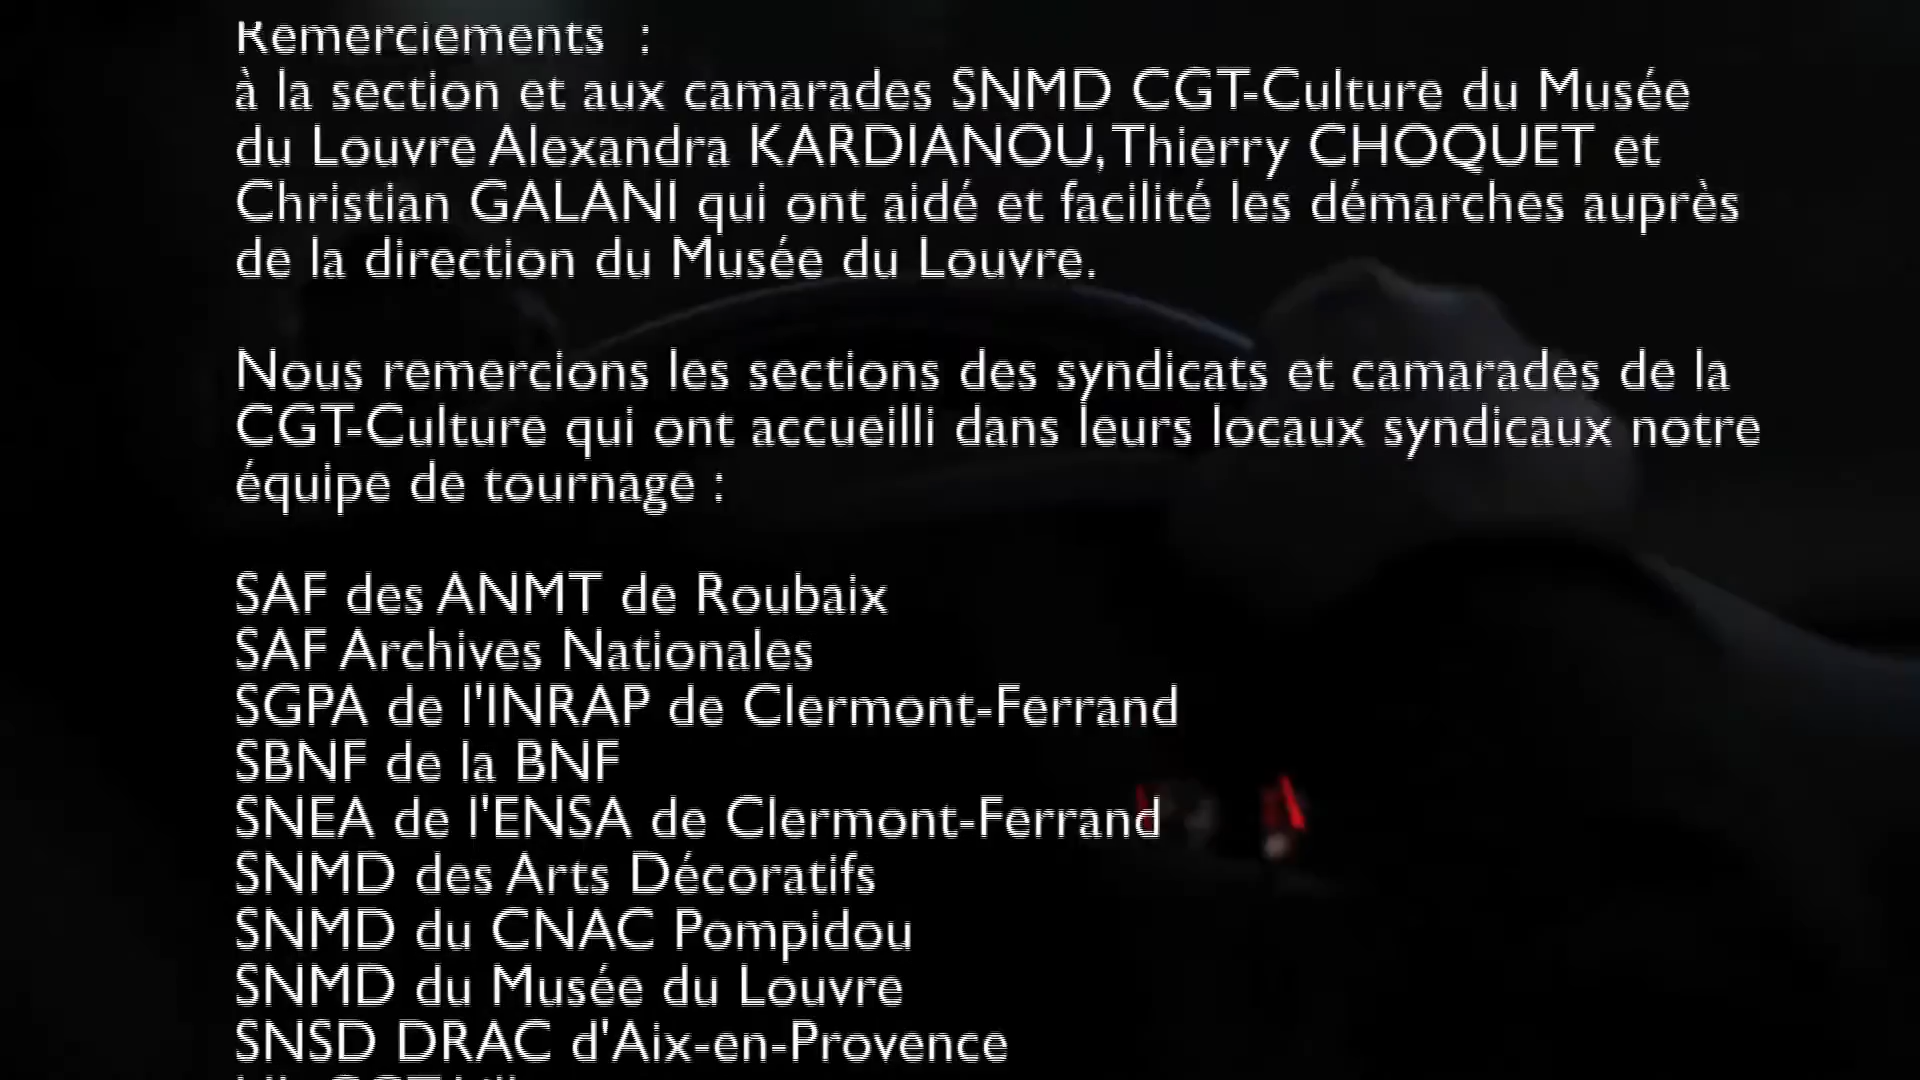 Remerciements :
à la section et aux camarades SNMD CGT-Culture du Musée
du Louvre Alexandra KARDIANOU, Thierry CHOQUET et
Christian GALANI qui ont aidé et facilité les démarches auprès
de la direction du Musée du Louvre.
Nous remercions les sections des syndicats et camarades de la
CGT-Culture qui ont accueilli dans leurs locaux syndicaux notre
équipe de tournage :
SAF des ANMT de Roubaix
SAF Archives Nationales
SGPA de l'INRAP de Clermont-Ferrand
SBNF de la BNF
SNEA de l'ENSA de Clermont-Ferrand
SNMD des Arts Décoratifs
SNMD du CNAC Pompidou
SNMD du Musée du Louvre
SNSD DRAC d'Aix-en-Provence